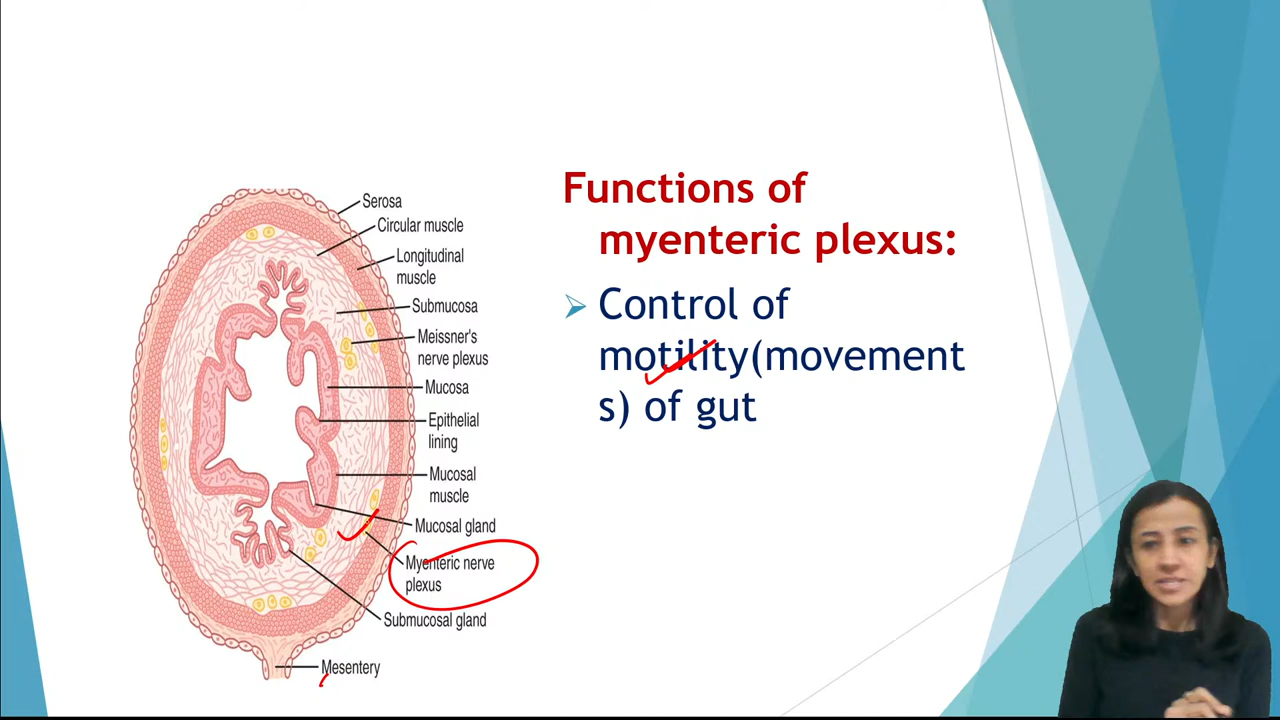 Functions of
myenteric plexus:
Control of
motility(movement
s) of gut
Serosa
Circular muscle
Longitudinal
muscle
Submucosa
Meissner's
nerve plexus
Mucosa
Epithelial
lining
Mucosal
muscle
Mucosal gland
Myenteric nerve
plexus
Submucosal gland
Mesentery